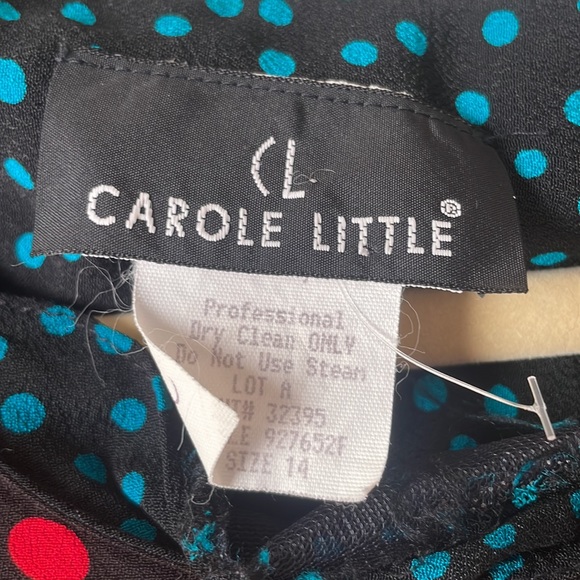 CL
CAROLE LITTLE®
Professional
Dry Clean ONLY
Do Not Use Steam
LOT A
32395
927652F
SIZE 14